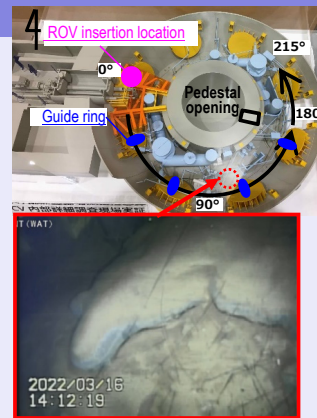 4
ROV insertion location
215°
0°
Pedestal
opening
180
Guide ring
90°
(WAT)
2022/03/16
14:12:19